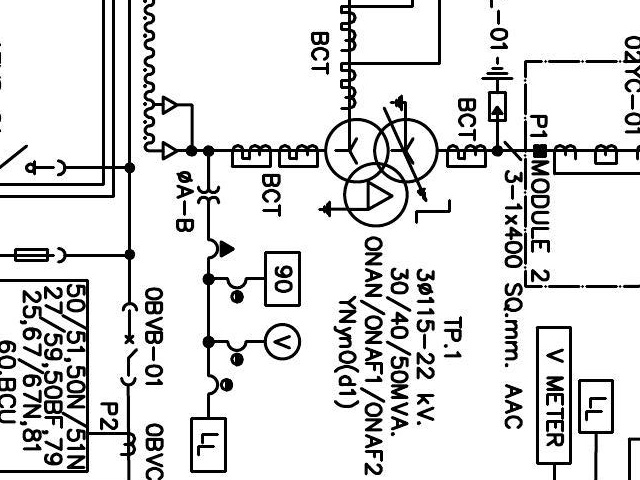 02YC-01
L-01
P1
MODULE 2
3-1x400 SQ.mm. AAC
BCT
BCT
BCT
TP.1
3ø115-22 kV.
30/40/50MVA.
ONAN/ONAF1/ONAF2
YNyn0(d1)
øA-B
90
V
LL
V METER
LL
0BVB-01
0BVC
P2
50/51,50N/51N
27/59,50BF,79
25,67/67N,81
60,BCU